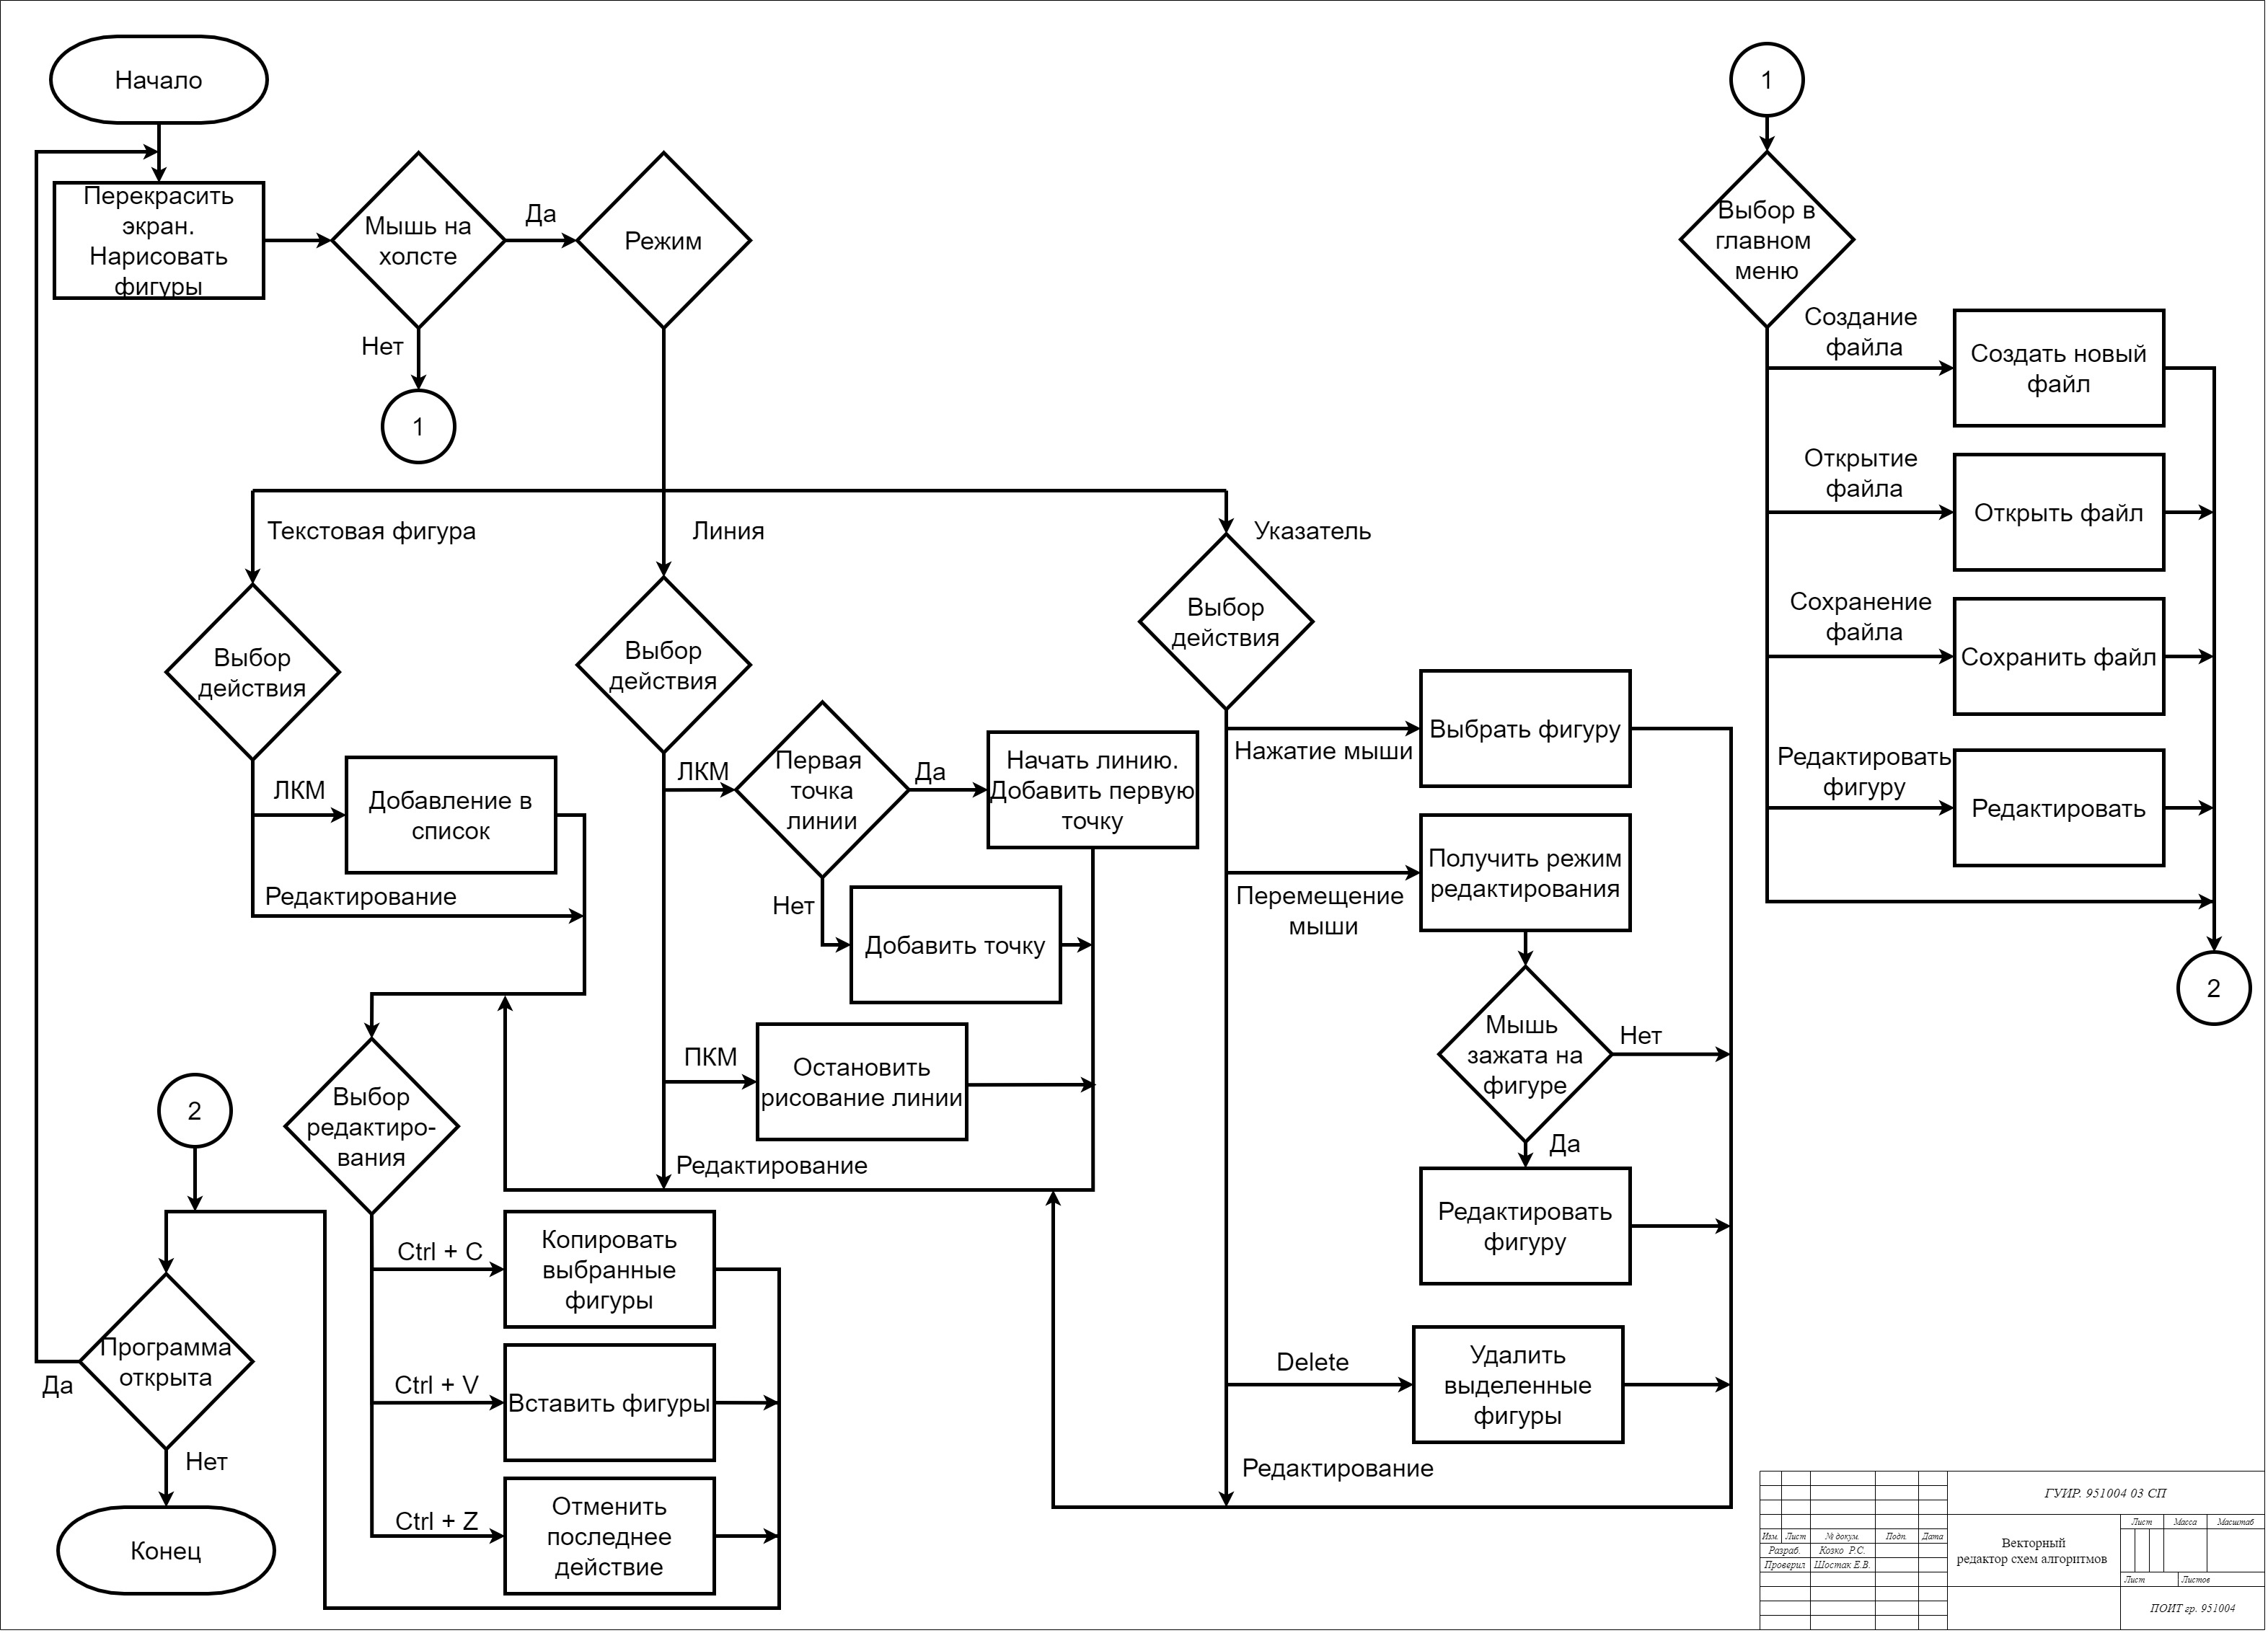 Начало
1
Перекрасить
экран.
Нарисовать
фигуры
Мышь на
холсте
Да
Режим
Нет
1
Выбор в
главном
меню
Создание
файла
Создать новый
файл
Открытие
файла
Открыть файл
Сохранение
файла
Сохранить файл
Редактировать
фигуру
Редактировать
2
Текстовая фигура
Линия
Указатель
Выбор
действия
ЛКМ
Добавление в
список
Редактирование
Выбор
действия
ЛКМ
Первая
точка
линии
Да
Начать линию.
Добавить первую
точку
Нет
Добавить точку
ПКМ
Остановить
рисование линии
Редактирование
Выбор
действия
Нажатие мыши
Выбрать фигуру
Перемещение
мыши
Получить режим
редактирования
Мышь
зажата на
фигуре
Нет
Да
Редактировать
фигуру
Delete
Удалить
выделенные
фигуры
Редактирование
Выбор
редактиро-
вания
Ctrl + C
Копировать
выбранные
фигуры
Ctrl + V
Вставить фигуры
Ctrl + Z
Отменить
последнее
действие
2
Программа
открыта
Да
Нет
Конец
ГУИР. 951004 03 СП
Изм. Лист № докум. Подп. Дата
Разраб. Козко Р.С.
Проверил Шостак Е.В.
Векторный
редактор схем алгоритмов
Лист Масса Масштаб
Лист Листов
ПОИТ гр. 951004